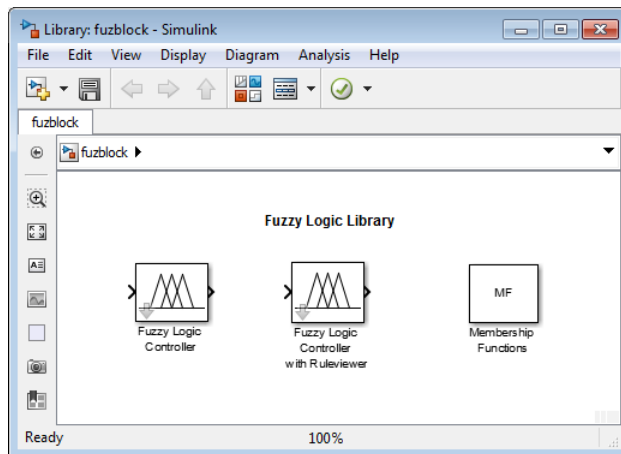 Library: fuzblock - Simulink
File Edit View Display Diagram Analysis Help
fuzblock
fuzblock
Fuzzy Logic Library
Fuzzy Logic
Controller
Fuzzy Logic
Controller
with Ruleviewer
MF
Membership
Functions
Ready 100%